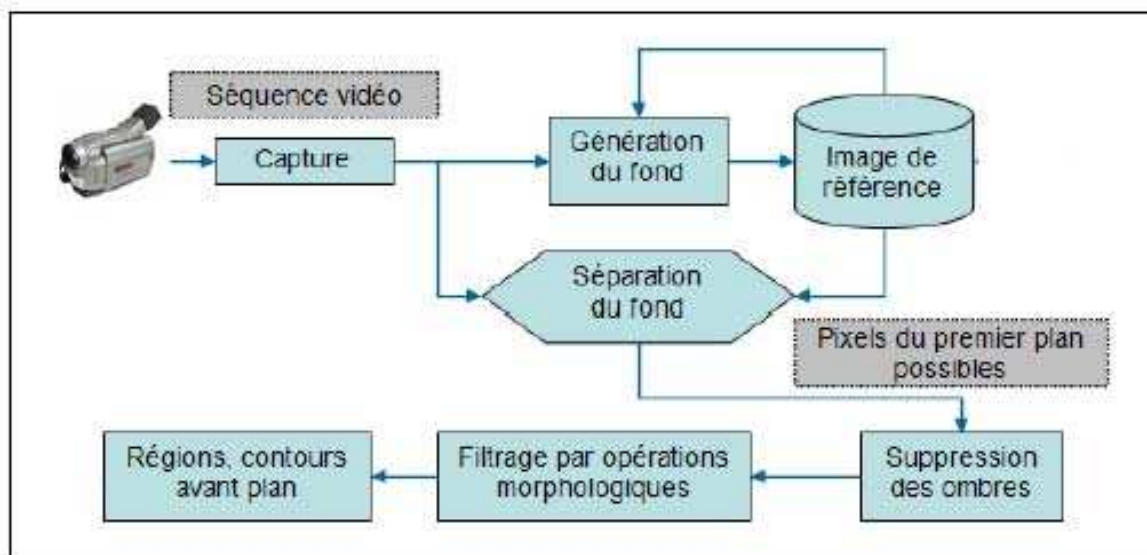 Séquence vidéo
Capture
Génération
du fond
Image de
référence
Séparation
du fond
Pixels du premier plan
possibles
Régions, contours
avant plan
Filtrage par opérations
morphologiques
Suppression
des ombres